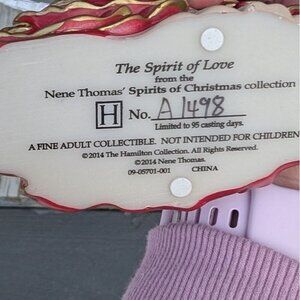 The Spirit of Love
from the
Nene Thomas' Spirits of Christmas collection
H No. A1498
Limited to 95 casting days.
A FINE ADULT COLLECTIBLE. NOT INTENDED FOR CHILDREN
©2014 The Hamilton Collection. All Rights Reserved.
©2014 Nene Thomas.
09-05701-001 CHINA